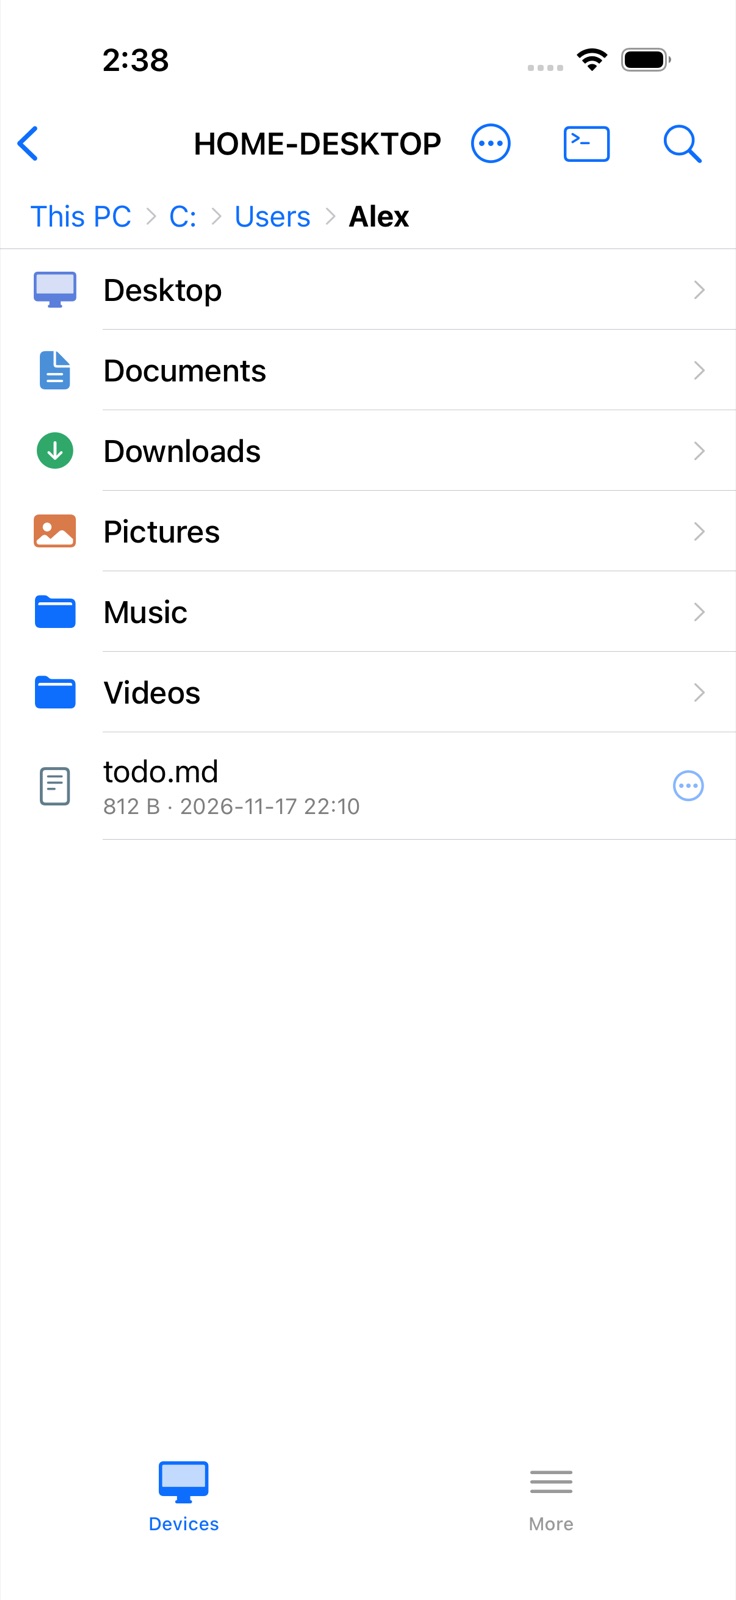 2:38
HOME-DESKTOP
This PC > C: > Users > Alex
Desktop
Documents
Downloads
Pictures
Music
Videos
todo.md
812 B · 2026-11-17 22:10
Devices
More